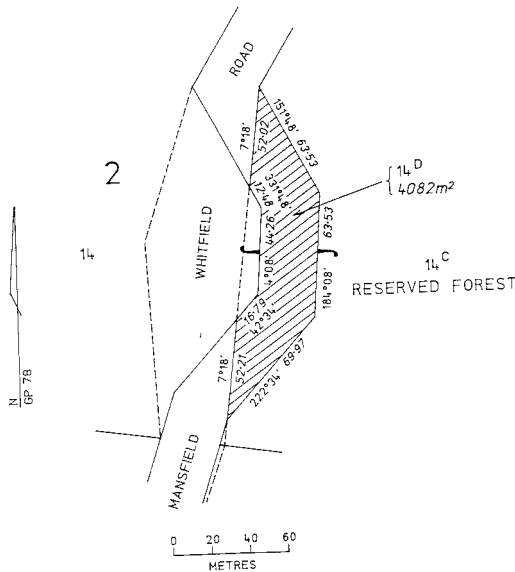 ROAD
151°48'
63·53
7°18'
52·02
2
331°48'
12·48
14ᴰ
4082m²
63·53
44·26
14
WHITFIELD
4°08'
14ᶜ
RESERVED FOREST
184°08'
16·79
42°34'
7°18'
52·21
222°34'
69·97
N
GP 78
MANSFIELD
0 20 40 60
METRES